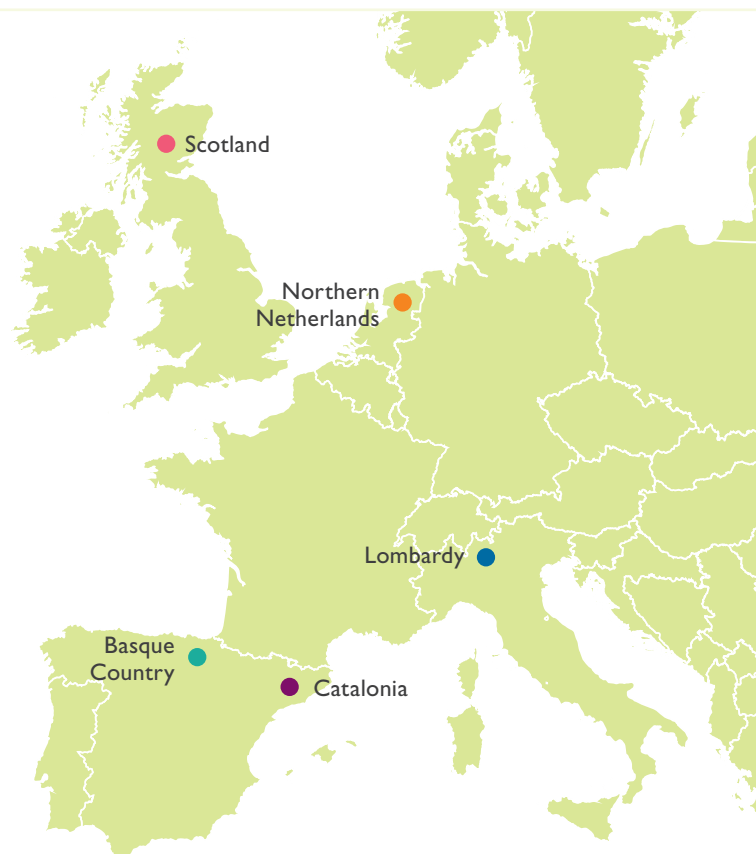 Scotland
Northern
Netherlands
Lombardy
Basque
Country
Catalonia